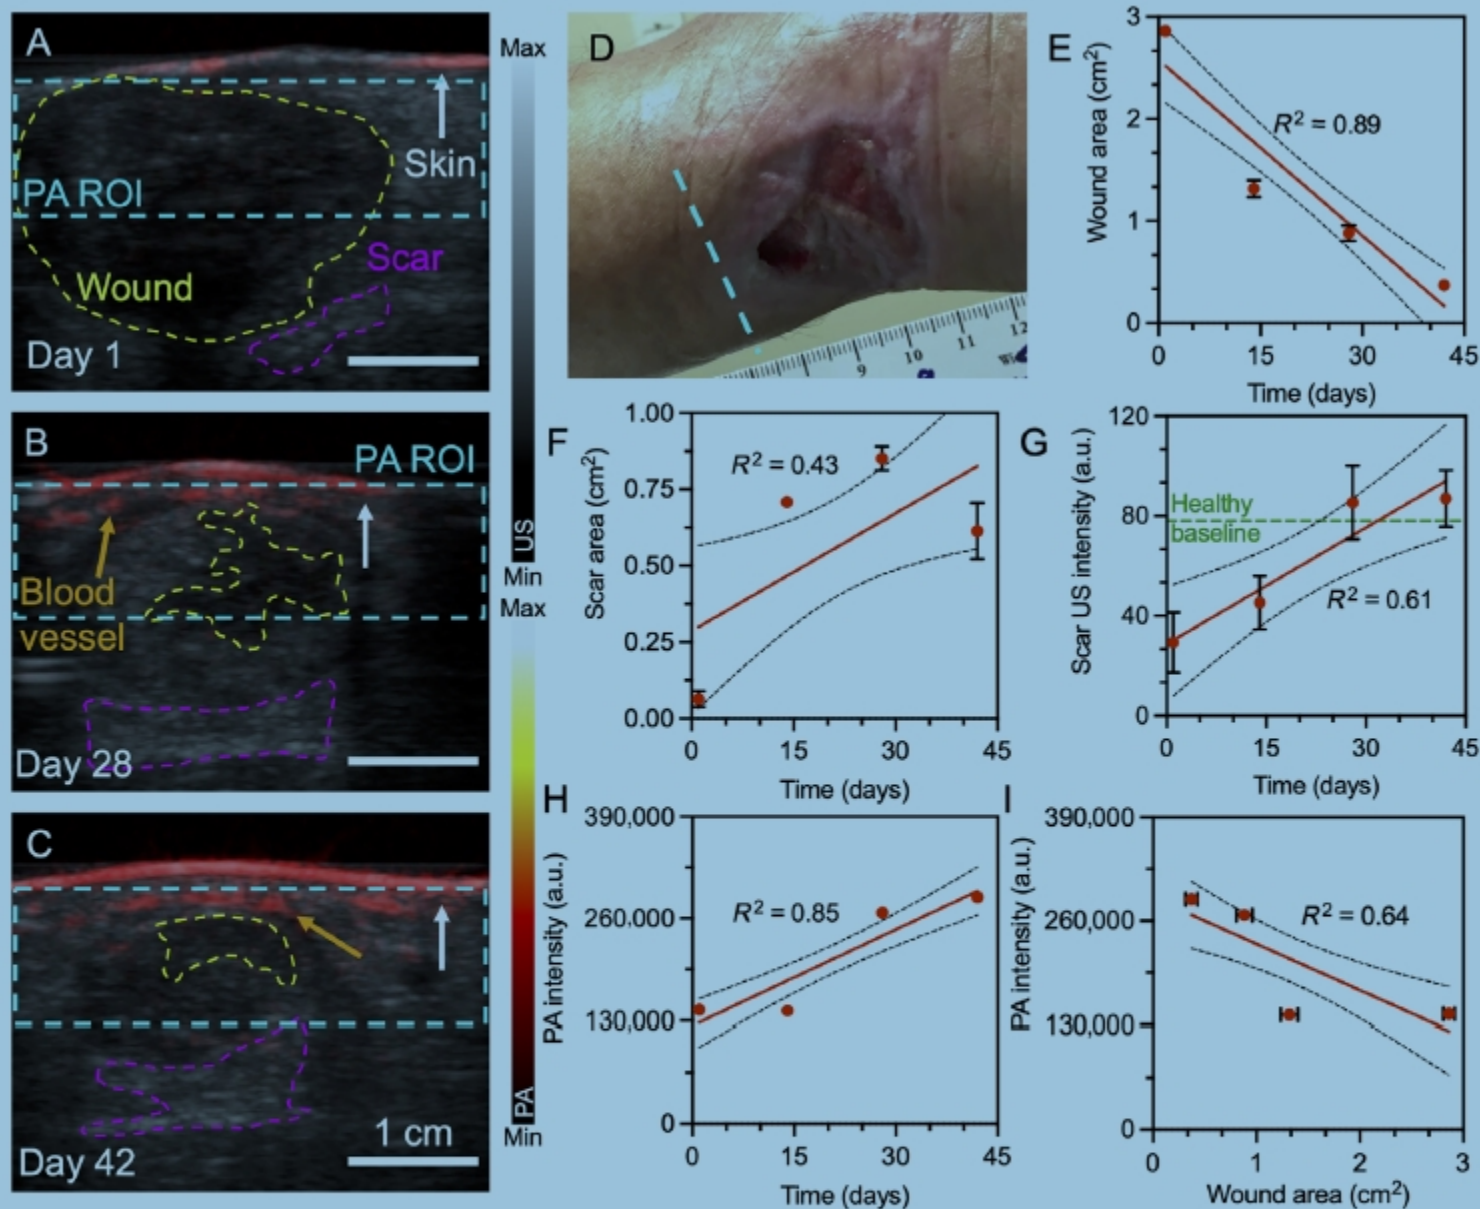 A
PA ROI
Skin
Scar
Wound
Day 1
B
PA ROI
Blood
vessel
Day 28
C
1 cm
Day 42
Max
US
Min
Max
PA
Min
D
9
10
11
12
E
Wound area (cm²)
3
2
1
0
R² = 0.89
0
15
30
45
Time (days)
F
Scar area (cm²)
1.00
0.75
0.50
0.25
0.00
R² = 0.43
0
15
30
45
Time (days)
G
Scar US intensity (a.u.)
120
80
40
0
Healthy
baseline
R² = 0.61
0
15
30
45
Time (days)
H
PA intensity (a.u.)
390,000
260,000
130,000
0
R² = 0.85
0
15
30
45
Time (days)
I
PA intensity (a.u.)
390,000
260,000
130,000
0
R² = 0.64
0
1
2
3
Wound area (cm²)